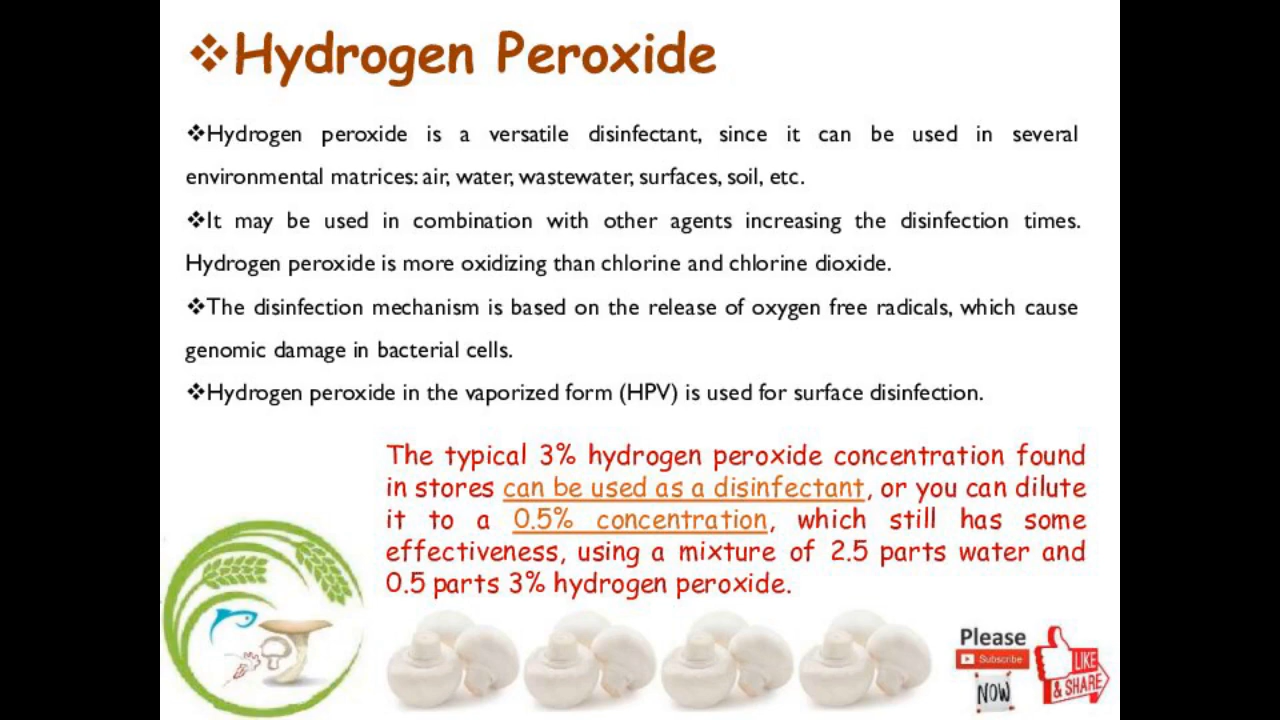 ❖Hydrogen Peroxide
❖Hydrogen peroxide is a versatile disinfectant, since it can be used in several
environmental matrices: air, water, wastewater, surfaces, soil, etc.
❖It may be used in combination with other agents increasing the disinfection times.
Hydrogen peroxide is more oxidizing than chlorine and chlorine dioxide.
❖The disinfection mechanism is based on the release of oxygen free radicals, which cause
genomic damage in bacterial cells.
❖Hydrogen peroxide in the vaporized form (HPV) is used for surface disinfection.
The typical 3% hydrogen peroxide concentration found
in stores can be used as a disinfectant, or you can dilute
it to a 0.5% concentration, which still has some
effectiveness, using a mixture of 2.5 parts water and
0.5 parts 3% hydrogen peroxide.
Please
Subscribe
NOW
LIKE
& SHARE